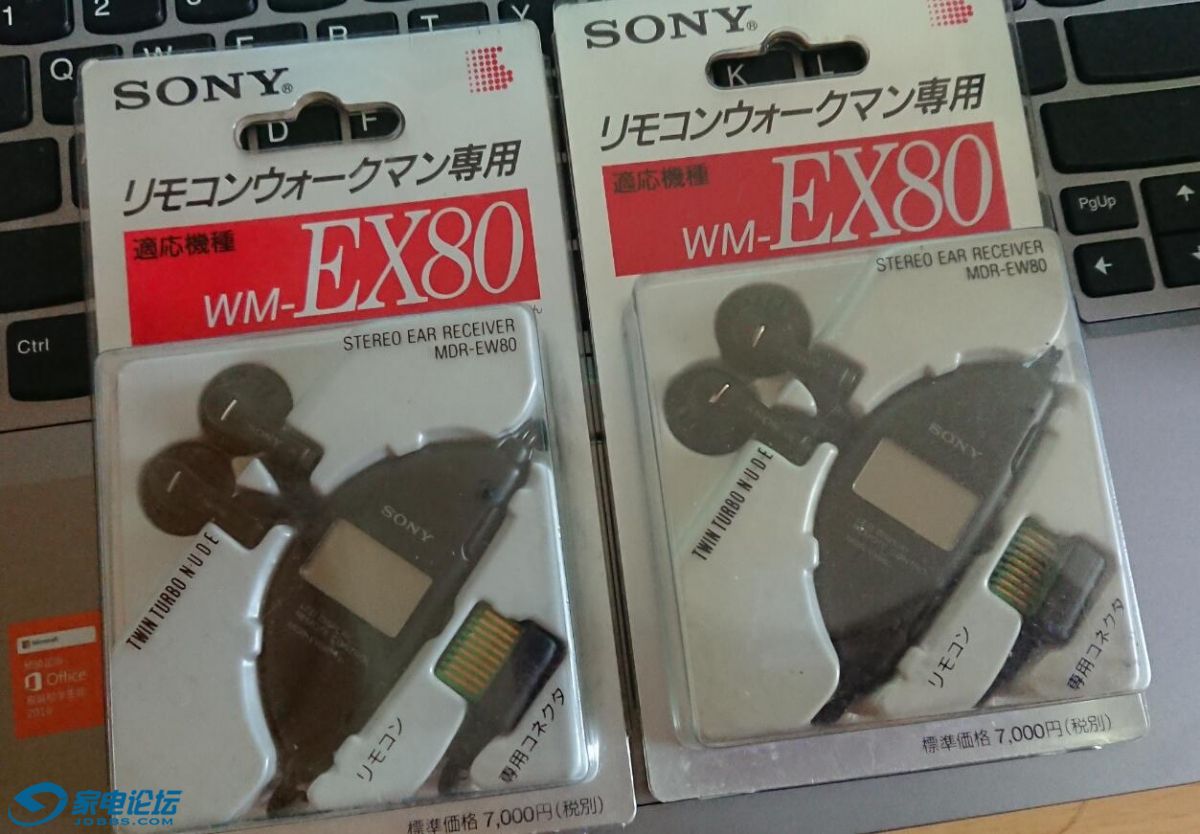 SONY®
リモコンウォークマン専用
適応機種
WM-EX80
STEREO EAR RECEIVER
MDR-EW80
TWIN TURBO N·U·D·E
SONY
リモコン
専用コネクタ
標準価格 7,000円(税別)
SONY®
リモコンウォークマン専用
適応機種
WM-EX80
STEREO EAR RECEIVER
MDR-EW80
TWIN TURBO N·U·D·E
SONY
リモコン
専用コネクタ
標準価格 7,000円(税別)
1
2
Q
W
E
R
T
Y
D
F
K
L
Ctrl
PgUp
Microsoft
Office
2019
家电论坛
JDBBS.COM